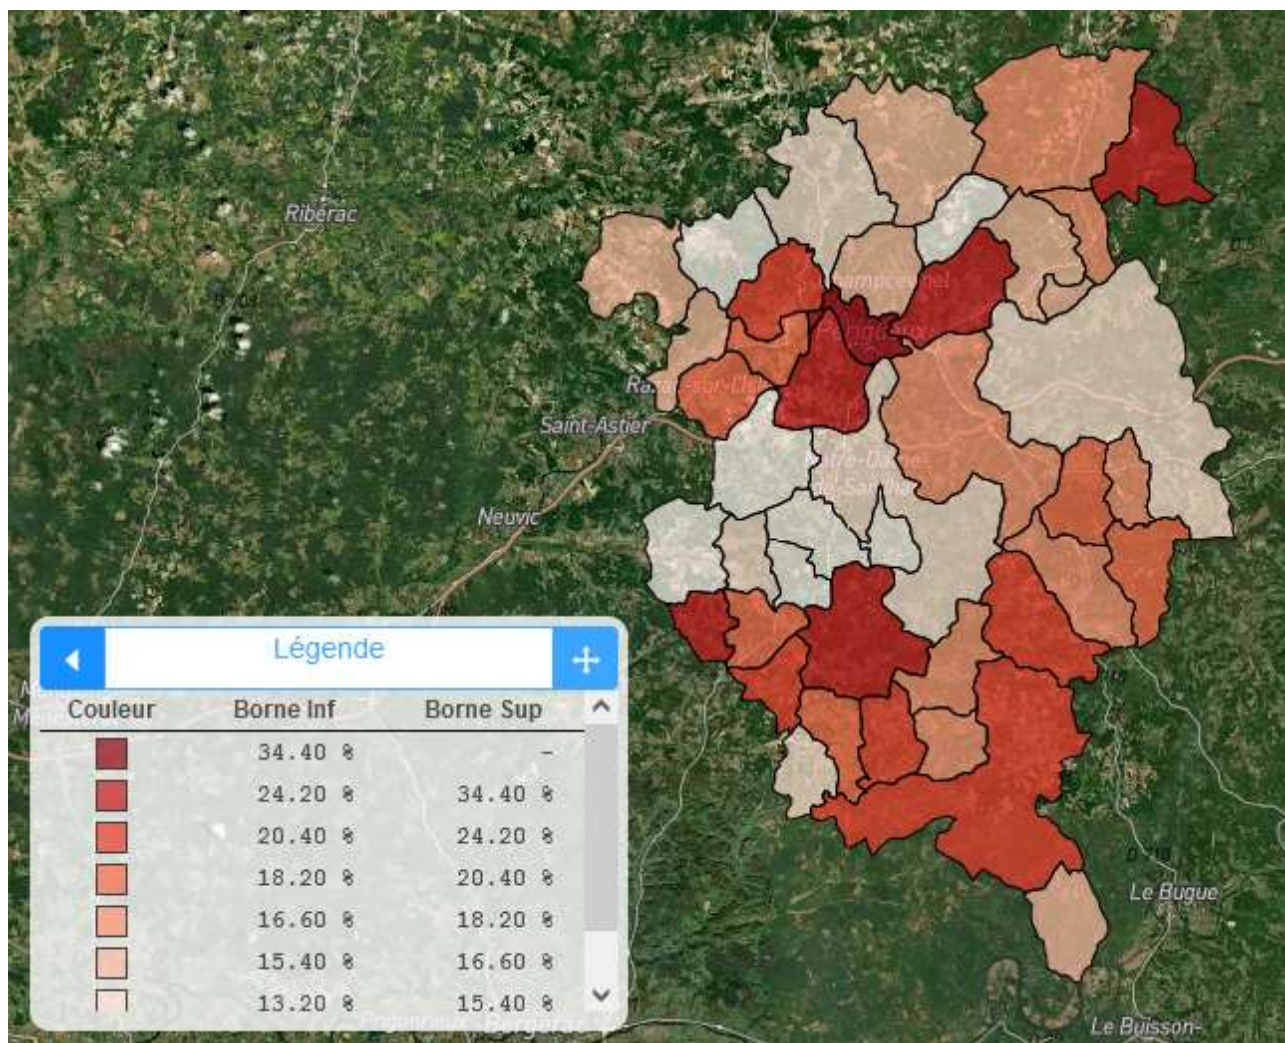 Ribérac
Périgueux
Saint-Astier
Neuvic
Légende
Couleur Borne Inf Borne Sup
34.40 % -
24.20 % 34.40 %
20.40 % 24.20 %
18.20 % 20.40 %
16.60 % 18.20 %
15.40 % 16.60 %
13.20 % 15.40 %
Le Bugue
Bergerac
Le Buisson-